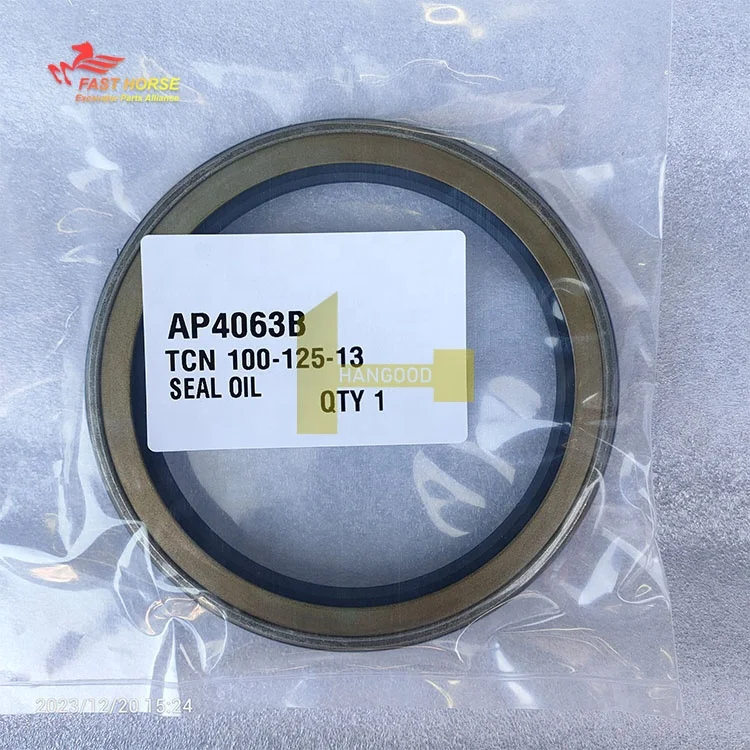 FAST HORSE
Excavator Parts Alliance
AP4063B
TCN 100-125-13
HANGOOD
SEAL OIL QTY 1
2023/12/20 15:24